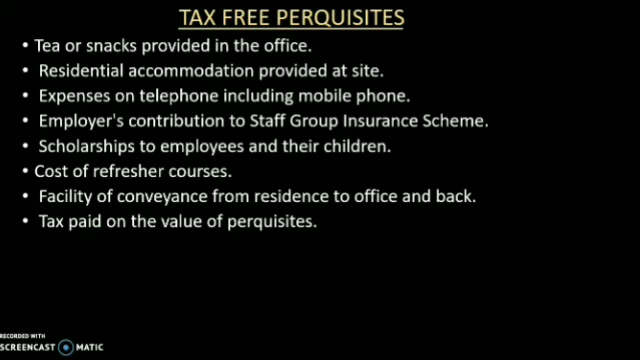 TAX FREE PERQUISITES
• Tea or snacks provided in the office.
• Residential accommodation provided at site.
• Expenses on telephone including mobile phone.
• Employer's contribution to Staff Group Insurance Scheme.
• Scholarships to employees and their children.
• Cost of refresher courses.
• Facility of conveyance from residence to office and back.
• Tax paid on the value of perquisites.
RECORDED WITH
SCREENCAST MATIC